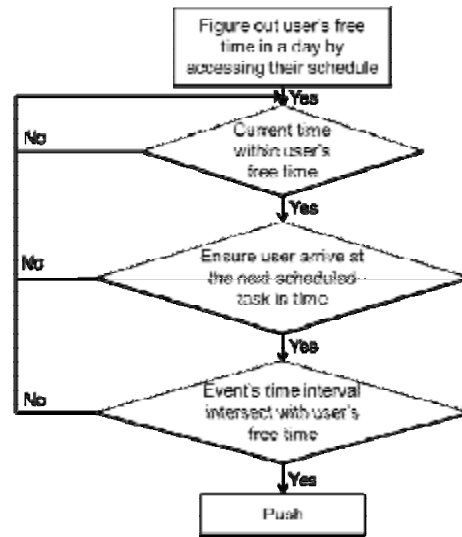 Figure out user's free
time in a day by
accessing their schedule
Yes
No
Current time
within user's
free time
Yes
No
Ensure user arrive at
the next scheduled
task in time
Yes
No
Event's time interval
intersect with user's
free time
Yes
Push